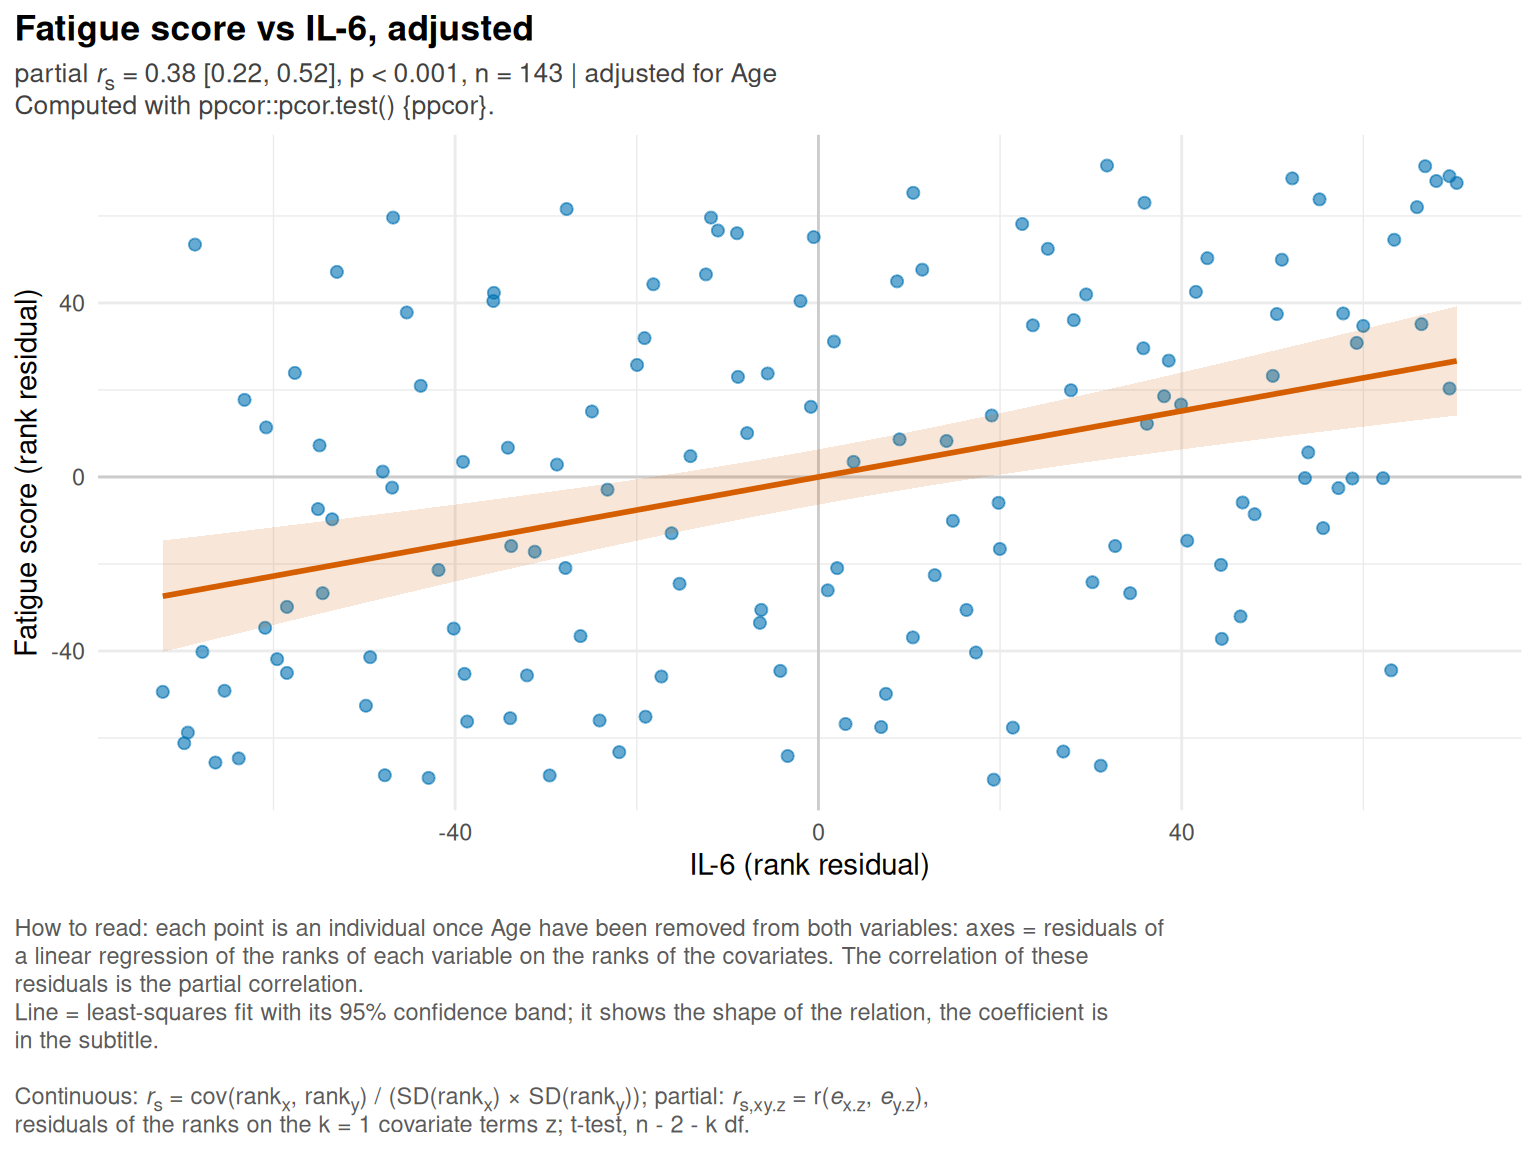 Fatigue score vs IL-6, adjusted
partial rs = 0.38 [0.22, 0.52], p < 0.001, n = 143 | adjusted for Age
Computed with ppcor::pcor.test() {ppcor}.
Fatigue score (rank residual)
40
0
-40
-40
0
40
IL-6 (rank residual)
How to read: each point is an individual once Age have been removed from both variables: axes = residuals of
a linear regression of the ranks of each variable on the ranks of the covariates. The correlation of these
residuals is the partial correlation.
Line = least-squares fit with its 95% confidence band; it shows the shape of the relation, the coefficient is
in the subtitle.
Continuous: rs = cov(rankx, ranky) / (SD(rankx) × SD(ranky)); partial: rs,xy.z = r(ex.z, ey.z),
residuals of the ranks on the k = 1 covariate terms z; t-test, n - 2 - k df.